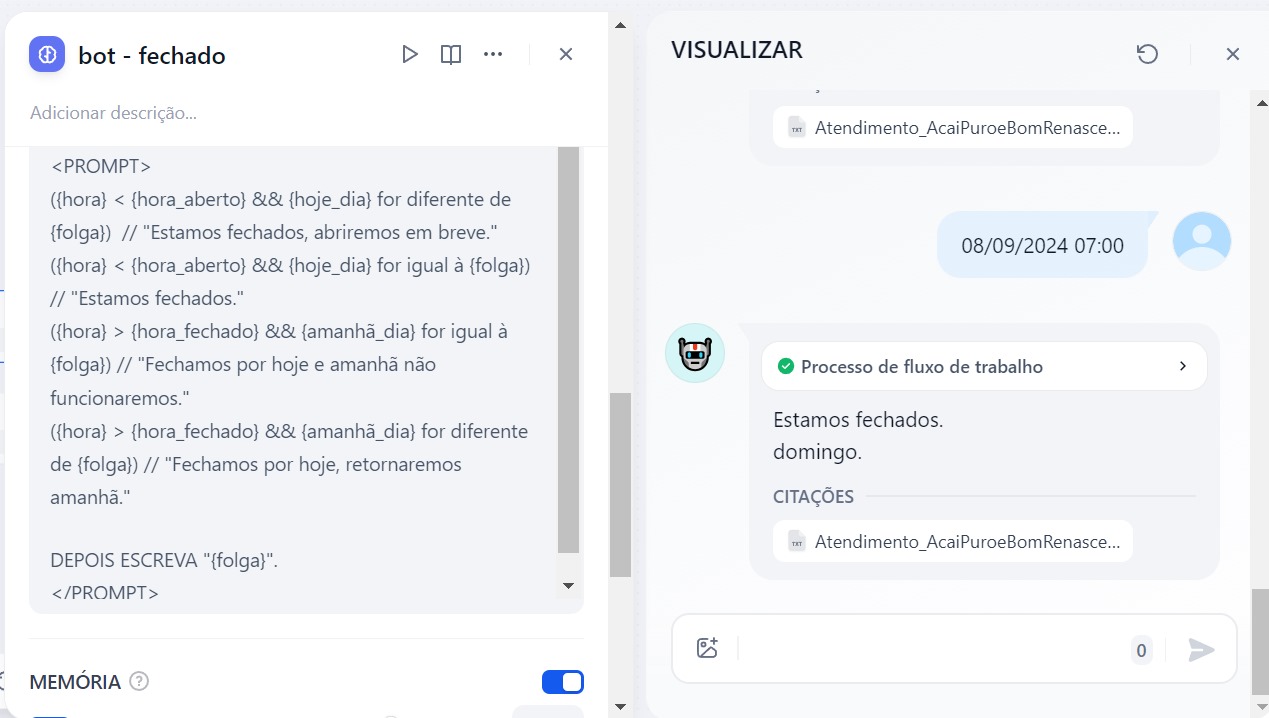 bot - fechado
Adicionar descrição...
<PROMPT>
({hora} < {hora_aberto} && {hoje_dia} for diferente de
{folga})  // "Estamos fechados, abriremos em breve."
({hora} < {hora_aberto} && {hoje_dia} for igual à {folga})
// "Estamos fechados."
({hora} > {hora_fechado} && {amanhã_dia} for igual à
{folga}) // "Fechamos por hoje e amanhã não
funcionaremos."
({hora} > {hora_fechado} && {amanhã_dia} for diferente
de {folga}) // "Fechamos por hoje, retornaremos
amanhã."
DEPOIS ESCREVA "{folga}".
</PROMPT>
MEMÓRIA ?
VISUALIZAR
TXT Atendimento_AcaiPuroeBomRenasce...
08/09/2024 07:00
Processo de fluxo de trabalho
Estamos fechados.
domingo.
CITAÇÕES
TXT Atendimento_AcaiPuroeBomRenasce...
0